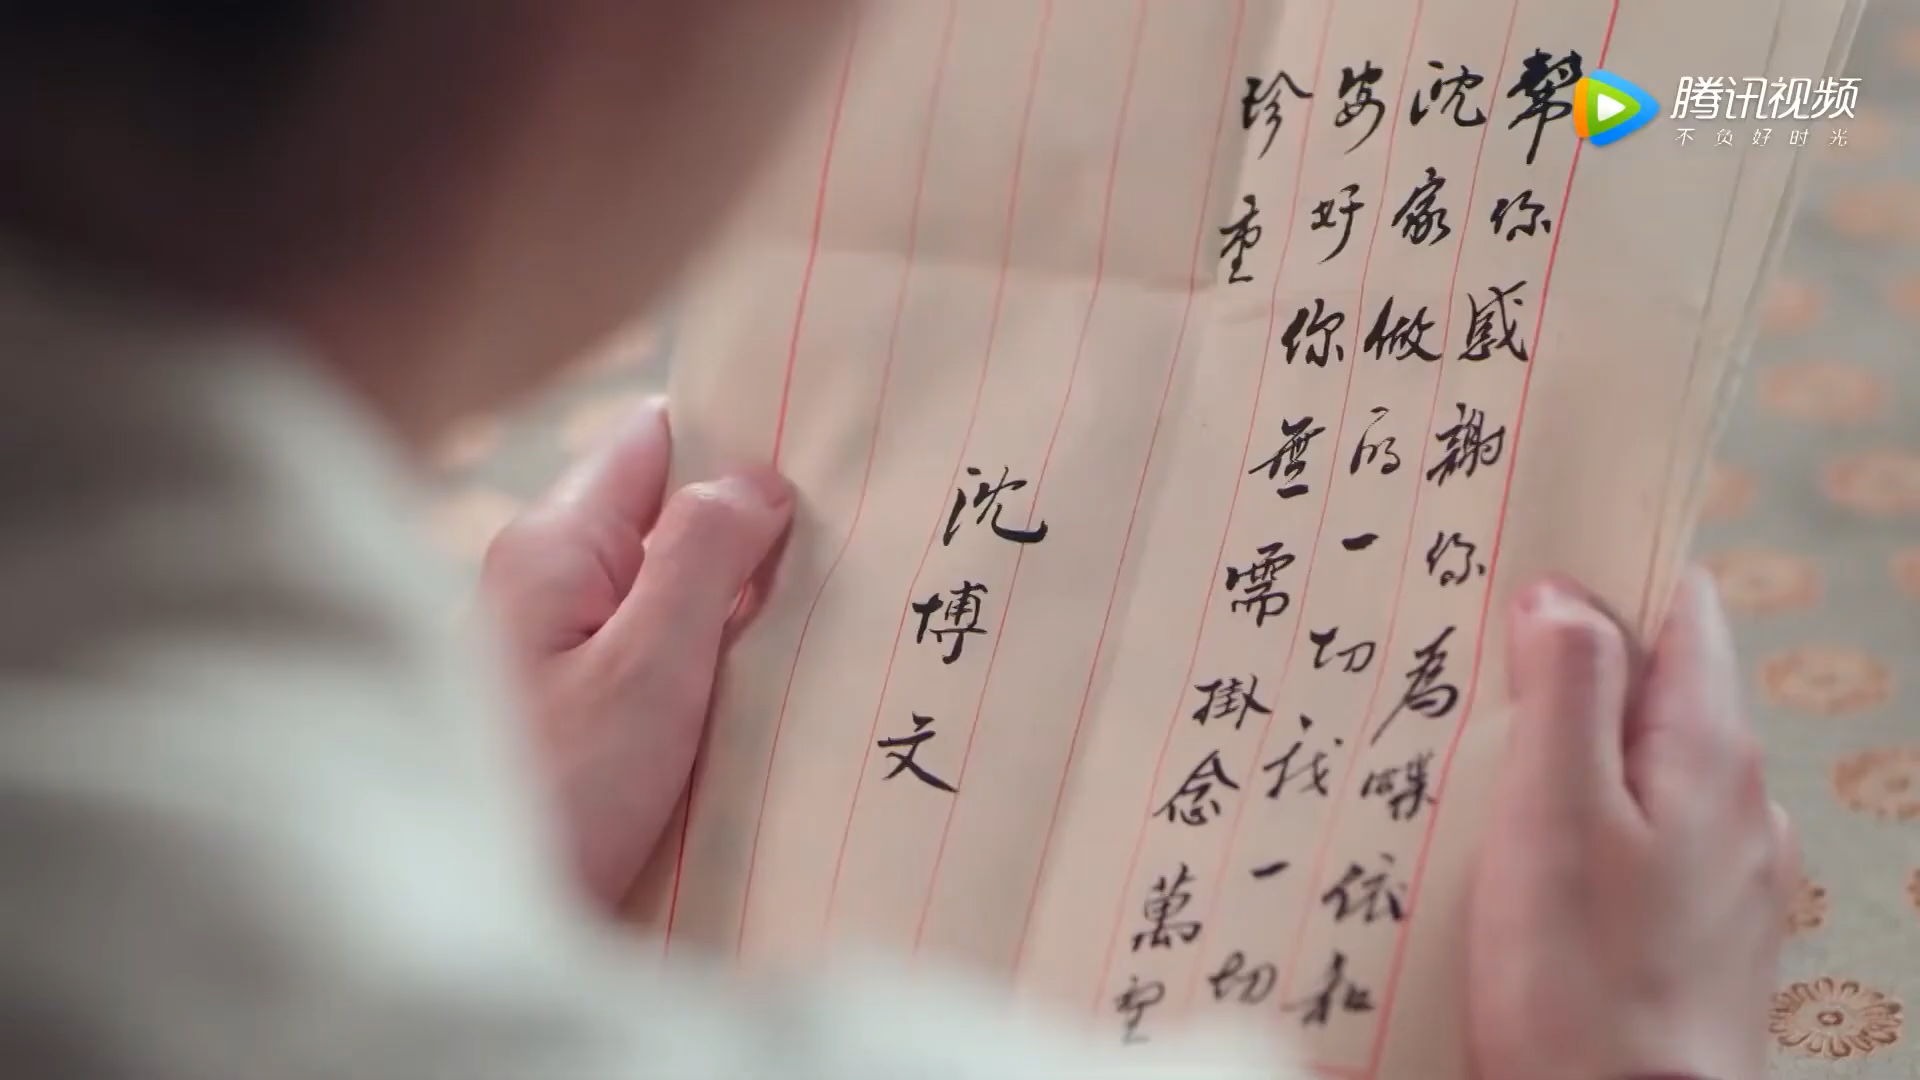 幫你感謝你為喋依和
沈家做的一切我一切
安好你無需掛念萬望
珍重
沈博文
腾讯视频
不负好时光